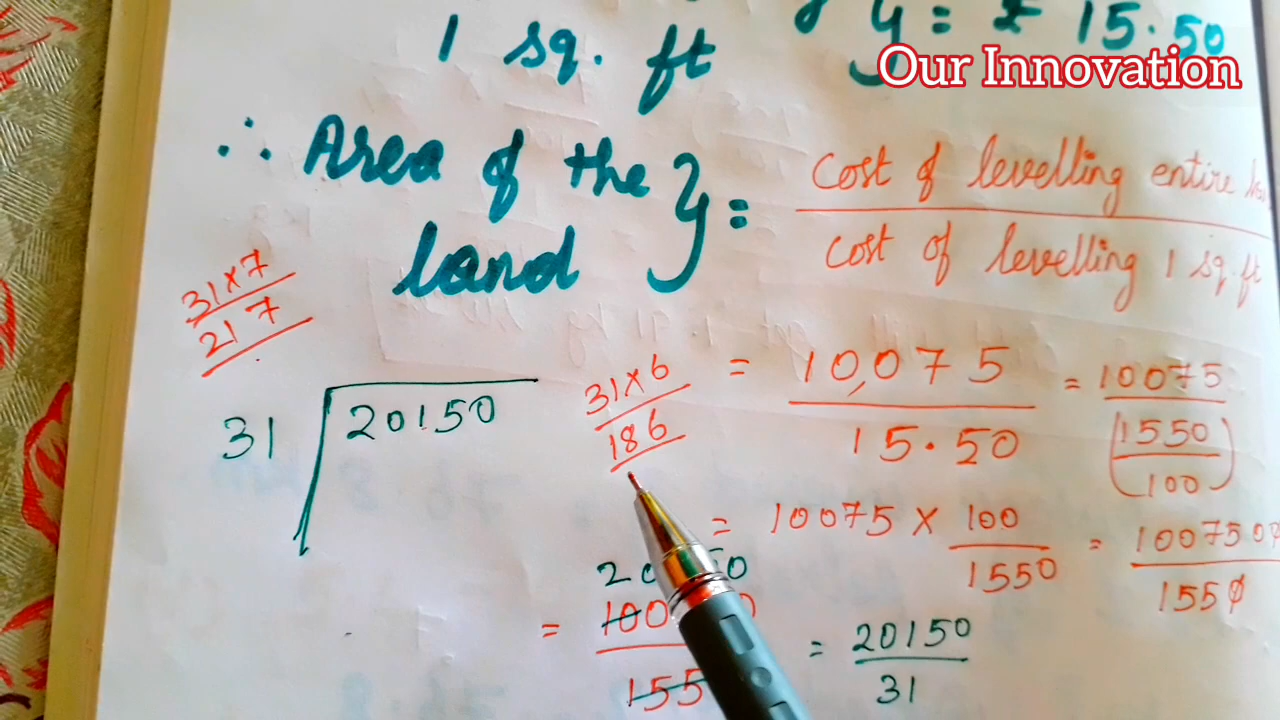 1 sq. ft } = ₹ 15.50
Our Innovation
∴ Area of the
land } =
Cost of levelling entire
Cost of levelling 1 sq.ft
31×7
217
31×6
186
= 10,075
15.50
= 10075
(1550
100)
31 20150
= 10075 × 100
1550
= 100750
1550
=
155
= 20150
31